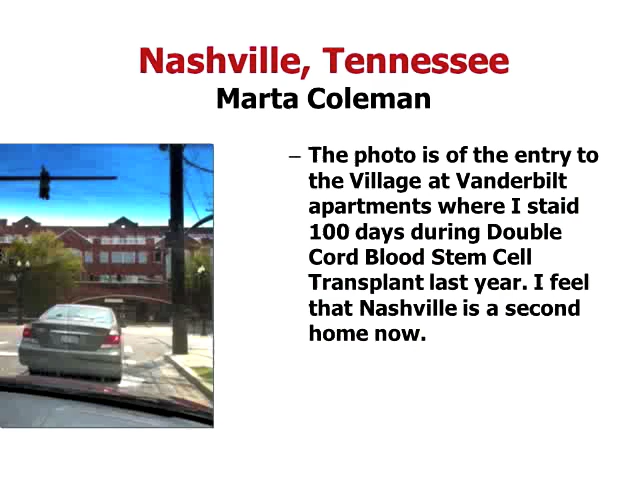 Nashville, Tennessee
Marta Coleman
– The photo is of the entry to
the Village at Vanderbilt
apartments where I staid
100 days during Double
Cord Blood Stem Cell
Transplant last year. I feel
that Nashville is a second
home now.